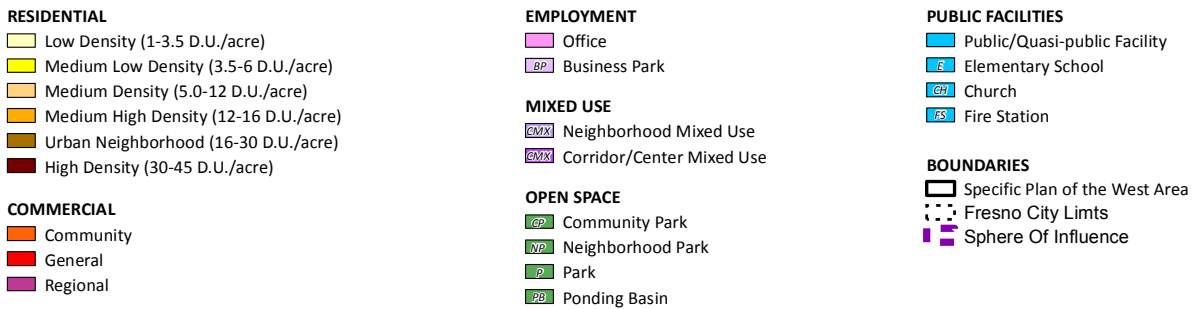 RESIDENTIAL
Low Density (1-3.5 D.U./acre)
Medium Low Density (3.5-6 D.U./acre)
Medium Density (5.0-12 D.U./acre)
Medium High Density (12-16 D.U./acre)
Urban Neighborhood (16-30 D.U./acre)
High Density (30-45 D.U./acre)
COMMERCIAL
Community
General
Regional
EMPLOYMENT
Office
BP Business Park
MIXED USE
CMX Neighborhood Mixed Use
CMX Corridor/Center Mixed Use
OPEN SPACE
CP Community Park
NP Neighborhood Park
P Park
PB Ponding Basin
PUBLIC FACILITIES
Public/Quasi-public Facility
E Elementary School
CH Church
FS Fire Station
BOUNDARIES
Specific Plan of the West Area
Fresno City Limts
Sphere Of Influence